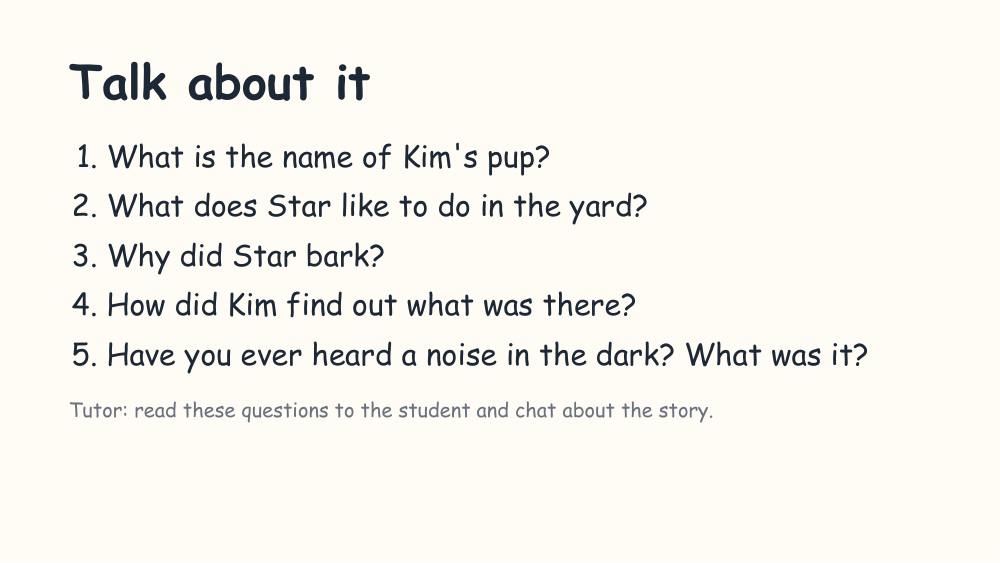 Talk about it
1. What is the name of Kim's pup?
2. What does Star like to do in the yard?
3. Why did Star bark?
4. How did Kim find out what was there?
5. Have you ever heard a noise in the dark? What was it?
Tutor: read these questions to the student and chat about the story.